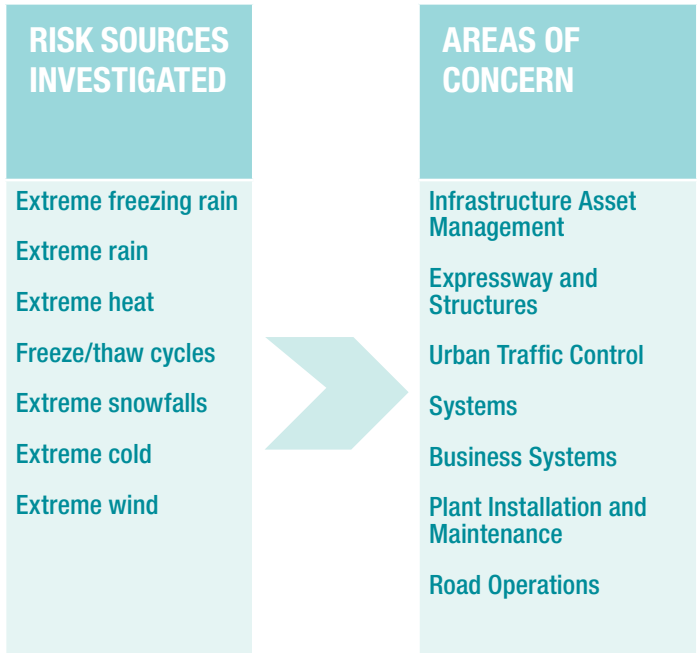 RISK SOURCES
INVESTIGATED
Extreme freezing rain
Extreme rain
Extreme heat
Freeze/thaw cycles
Extreme snowfalls
Extreme cold
Extreme wind
AREAS OF
CONCERN
Infrastructure Asset
Management
Expressway and
Structures
Urban Traffic Control
Systems
Business Systems
Plant Installation and
Maintenance
Road Operations